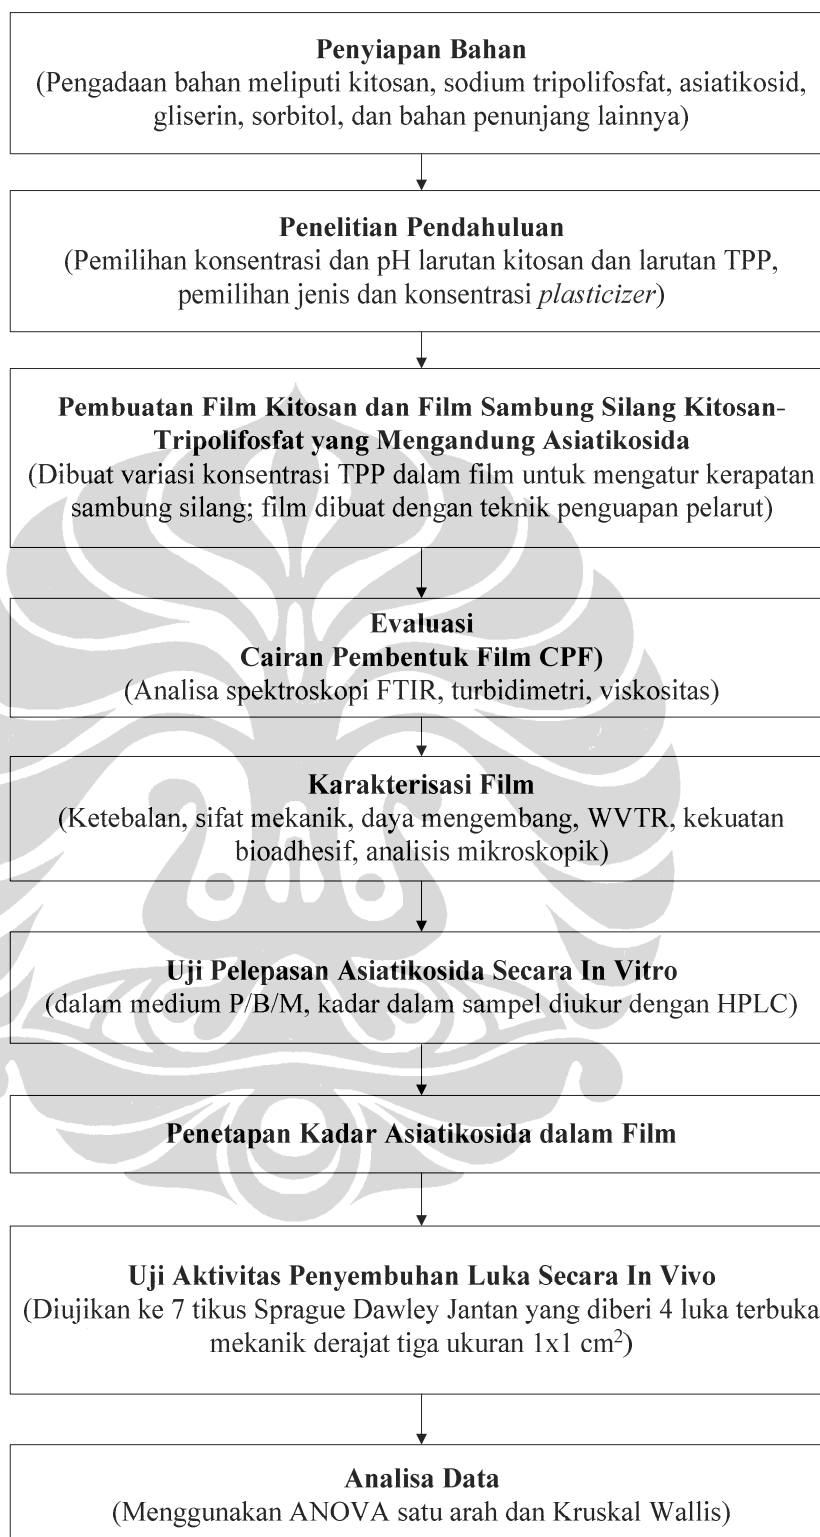 Penyiapan Bahan
(Pengadaan bahan meliputi kitosan, sodium tripolifosfat, asiatikosid,
gliserin, sorbitol, dan bahan penunjang lainnya)
Penelitian Pendahuluan
(Pemilihan konsentrasi dan pH larutan kitosan dan larutan TPP,
pemilihan jenis dan konsentrasi plasticizer)
Pembuatan Film Kitosan dan Film Sambung Silang Kitosan-
Tripolifosfat yang Mengandung Asiatikosida
(Dibuat variasi konsentrasi TPP dalam film untuk mengatur kerapatan
sambung silang; film dibuat dengan teknik penguapan pelarut)
Evaluasi
Cairan Pembentuk Film CPF)
(Analisa spektroskopi FTIR, turbidimetri, viskositas)
Karakterisasi Film
(Ketebalan, sifat mekanik, daya mengembang, WVTR, kekuatan
bioadhesif, analisis mikroskopik)
Uji Pelepasan Asiatikosida Secara In Vitro
(dalam medium P/B/M, kadar dalam sampel diukur dengan HPLC)
Penetapan Kadar Asiatikosida dalam Film
Uji Aktivitas Penyembuhan Luka Secara In Vivo
(Diujikan ke 7 tikus Sprague Dawley Jantan yang diberi 4 luka terbuka
mekanik derajat tiga ukuran 1x1 cm²)
Analisa Data
(Menggunakan ANOVA satu arah dan Kruskal Wallis)